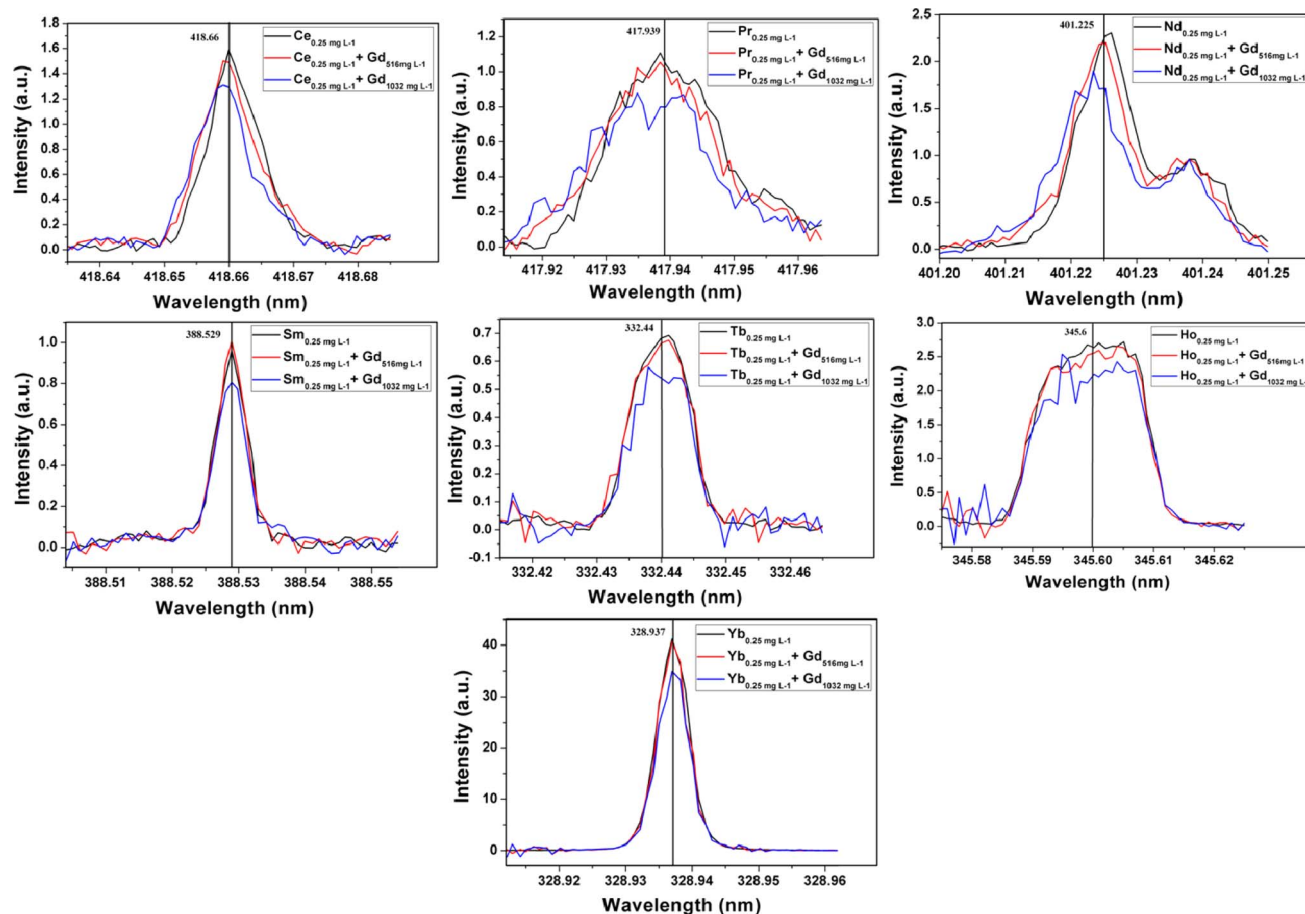 418.66
Ce0.25 mg L-1
Ce0.25 mg L-1 + Gd516mg L-1
Ce0.25 mg L-1 + Gd1032 mg L-1
Intensity (a.u.)
1.8
1.6
1.4
1.2
1.0
0.8
0.6
0.4
0.2
0.0
418.64 418.65 418.66 418.67 418.68
Wavelength (nm)
417.939
Pr0.25 mg L-1
Pr0.25 mg L-1 + Gd516mg L-1
Pr0.25 mg L-1 + Gd1032 mg L-1
Intensity (a.u.)
1.2
1.0
0.8
0.6
0.4
0.2
0.0
417.92 417.93 417.94 417.95 417.96
Wavelength (nm)
401.225
Nd0.25 mg L-1
Nd0.25 mg L-1 + Gd516mg L-1
Nd0.25 mg L-1 + Gd1032 mg L-1
Intensity (a.u.)
2.5
2.0
1.5
1.0
0.5
0.0
401.20 401.21 401.22 401.23 401.24 401.25
Wavelength (nm)
388.529
Sm0.25 mg L-1
Sm0.25 mg L-1 + Gd516mg L-1
Sm0.25 mg L-1 + Gd1032 mg L-1
Intensity (a.u.)
1.0
0.8
0.6
0.4
0.2
0.0
388.51 388.52 388.53 388.54 388.55
Wavelength (nm)
332.44
Tb0.25 mg L-1
Tb0.25 mg L-1 + Gd516mg L-1
Tb0.25 mg L-1 + Gd1032 mg L-1
Intensity (a.u.)
0.7
0.6
0.5
0.4
0.3
0.2
0.1
0.0
-0.1
332.42 332.43 332.44 332.45 332.46
Wavelength (nm)
345.6
Ho0.25 mg L-1
Ho0.25 mg L-1 + Gd516mg L-1
Ho0.25 mg L-1 + Gd1032 mg L-1
Intensity (a.u.)
3.0
2.5
2.0
1.5
1.0
0.5
0.0
345.58 345.59 345.60 345.61 345.62
Wavelength (nm)
328.937
Yb0.25 mg L-1
Yb0.25 mg L-1 + Gd516mg L-1
Yb0.25 mg L-1 + Gd1032 mg L-1
Intensity (a.u.)
40
30
20
10
0
328.92 328.93 328.94 328.95 328.96
Wavelength (nm)